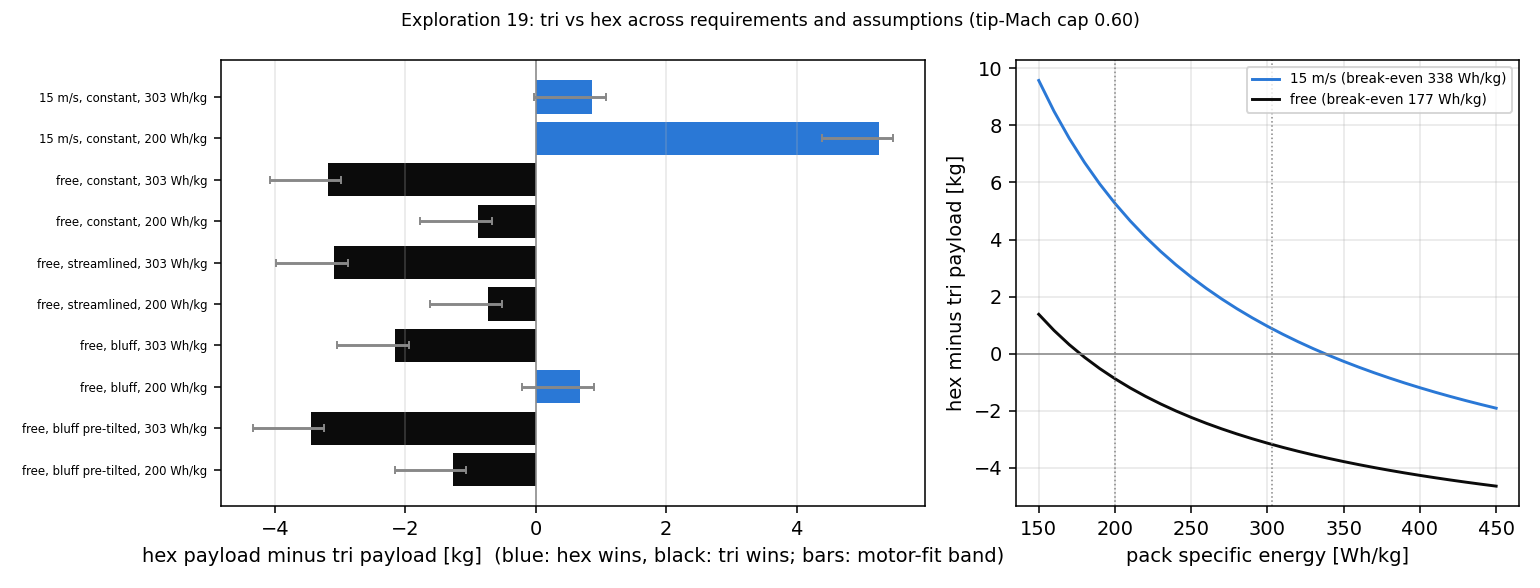 Exploration 19: tri vs hex across requirements and assumptions (tip-Mach cap 0.60)
15 m/s, constant, 303 Wh/kg
15 m/s, constant, 200 Wh/kg
free, constant, 303 Wh/kg
free, constant, 200 Wh/kg
free, streamlined, 303 Wh/kg
free, streamlined, 200 Wh/kg
free, bluff, 303 Wh/kg
free, bluff, 200 Wh/kg
free, bluff pre-tilted, 303 Wh/kg
free, bluff pre-tilted, 200 Wh/kg
−4 −2 0 2 4
hex payload minus tri payload [kg] (blue: hex wins, black: tri wins; bars: motor-fit band)
hex minus tri payload [kg]
10
8
6
4
2
0
−2
−4
15 m/s (break-even 338 Wh/kg)
free (break-even 177 Wh/kg)
150 200 250 300 350 400 450
pack specific energy [Wh/kg]